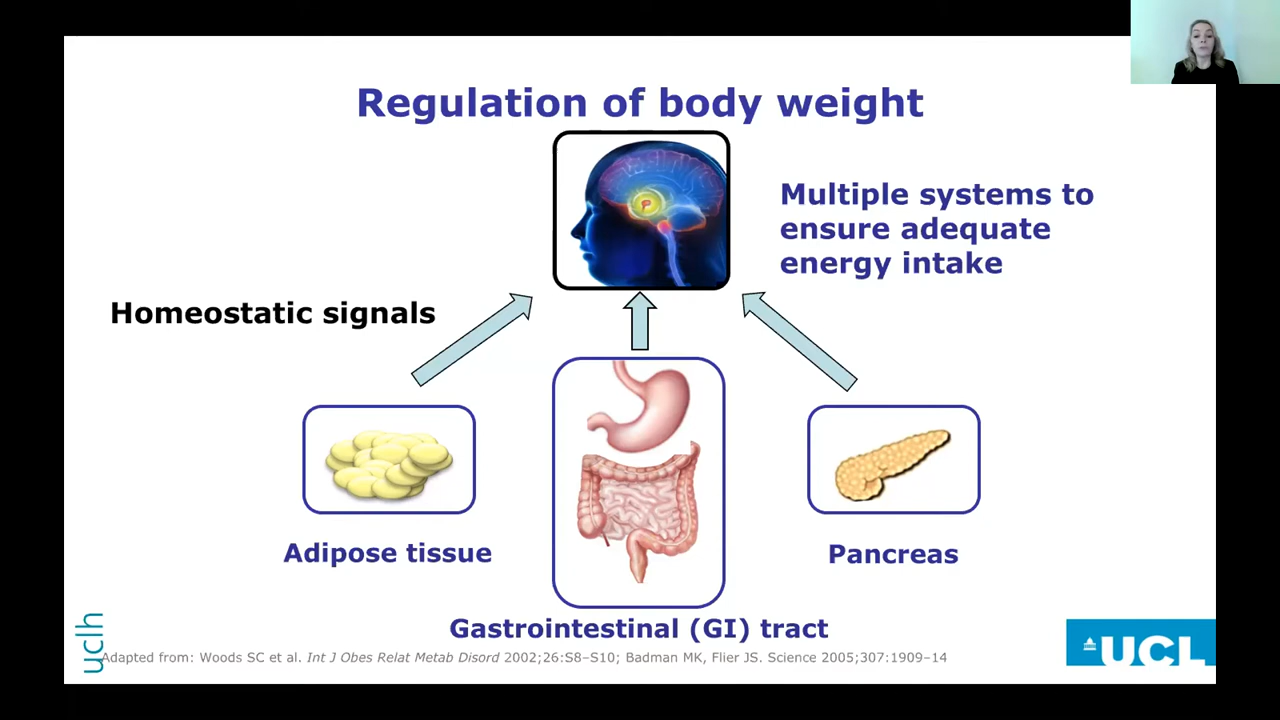 Regulation of body weight
Multiple systems to
ensure adequate
energy intake
Homeostatic signals
Adipose tissue
Pancreas
Gastrointestinal (GI) tract
uclh
Adapted from: Woods SC et al. Int J Obes Relat Metab Disord 2002;26:S8–S10; Badman MK, Flier JS. Science 2005;307:1909–14
UCL